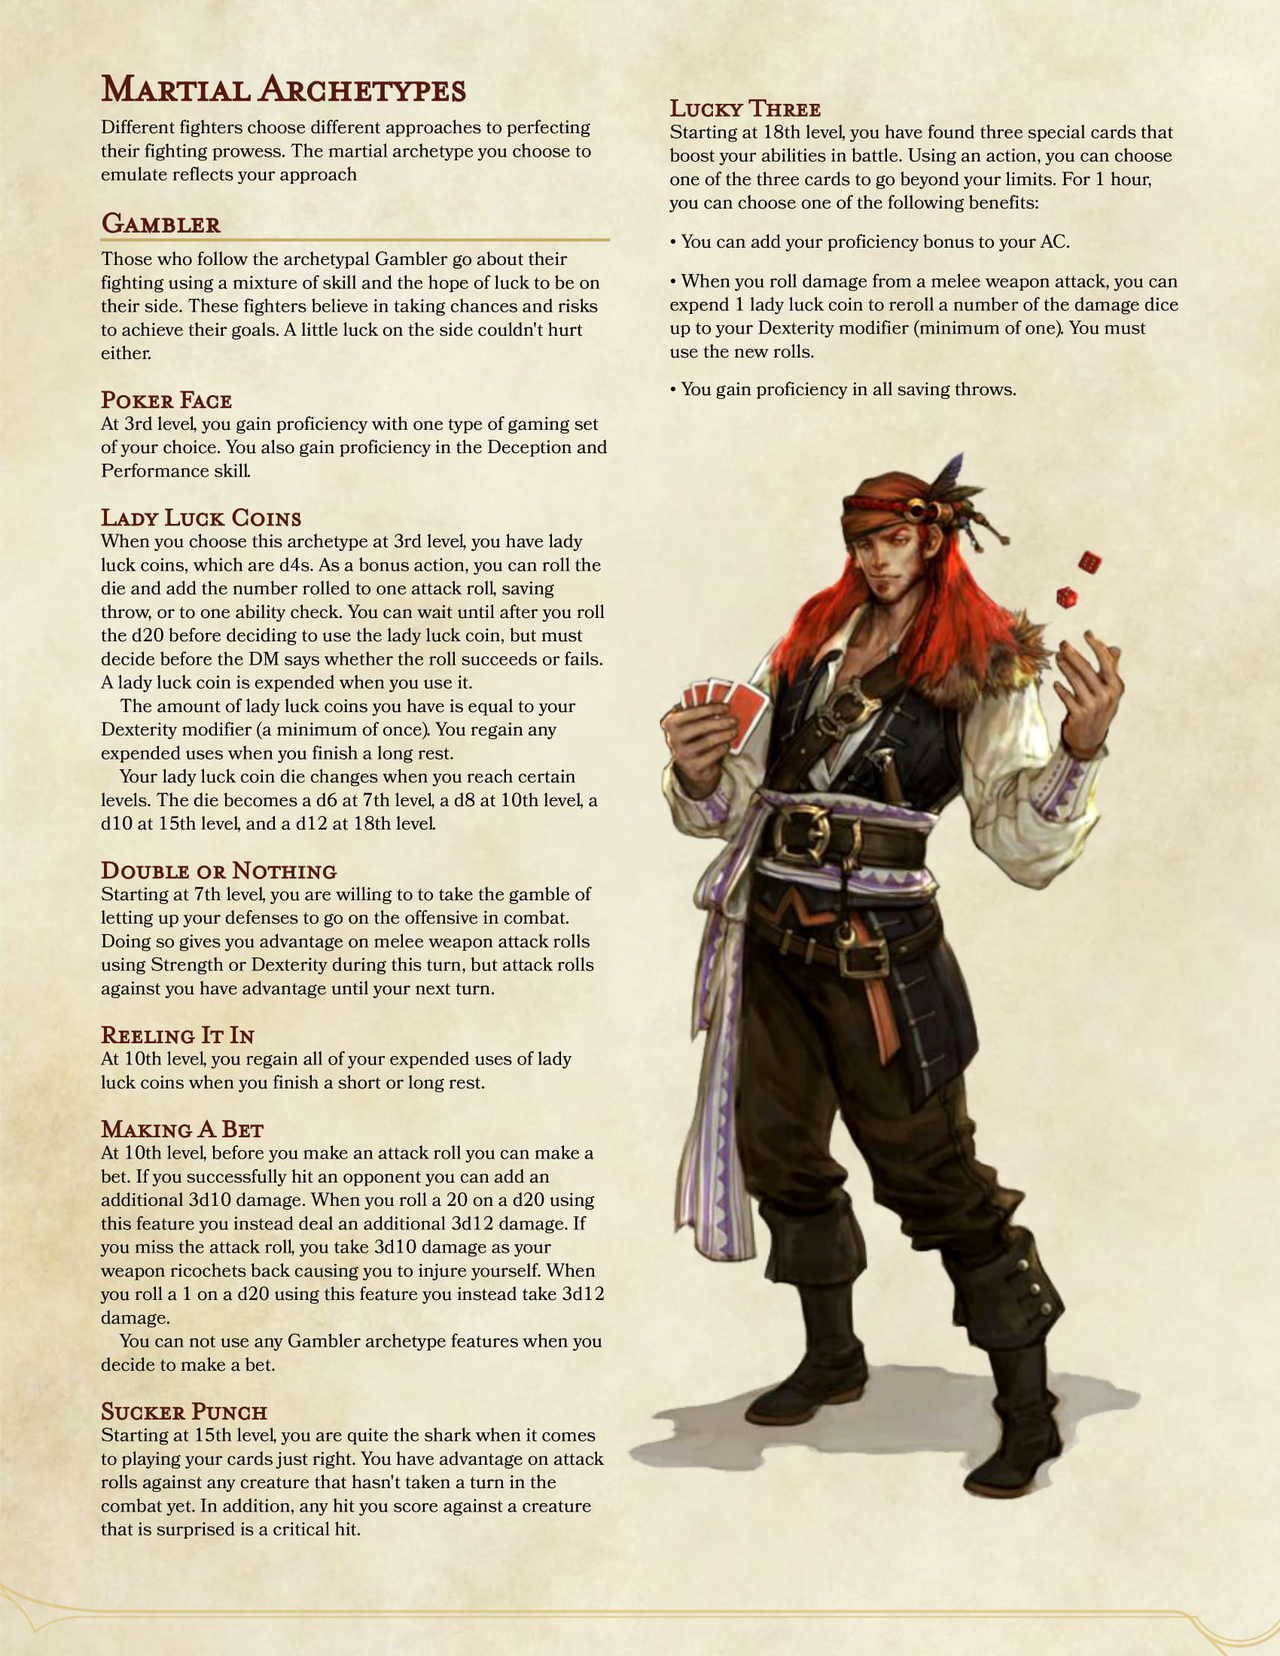 Martial Archetypes
Different fighters choose different approaches to perfecting
their fighting prowess. The martial archetype you choose to
emulate reflects your approach
Gambler
Those who follow the archetypal Gambler go about their
fighting using a mixture of skill and the hope of luck to be on
their side. These fighters believe in taking chances and risks
to achieve their goals. A little luck on the side couldn't hurt
either.
Poker Face
At 3rd level, you gain proficiency with one type of gaming set
of your choice. You also gain proficiency in the Deception and
Performance skill.
Lady Luck Coins
When you choose this archetype at 3rd level, you have lady
luck coins, which are d4s. As a bonus action, you can roll the
die and add the number rolled to one attack roll, saving
throw, or to one ability check. You can wait until after you roll
the d20 before deciding to use the lady luck coin, but must
decide before the DM says whether the roll succeeds or fails.
A lady luck coin is expended when you use it.
The amount of lady luck coins you have is equal to your
Dexterity modifier (a minimum of once). You regain any
expended uses when you finish a long rest.
Your lady luck coin die changes when you reach certain
levels. The die becomes a d6 at 7th level, a d8 at 10th level, a
d10 at 15th level, and a d12 at 18th level.
Double or Nothing
Starting at 7th level, you are willing to to take the gamble of
letting up your defenses to go on the offensive in combat.
Doing so gives you advantage on melee weapon attack rolls
using Strength or Dexterity during this turn, but attack rolls
against you have advantage until your next turn.
Reeling It In
At 10th level, you regain all of your expended uses of lady
luck coins when you finish a short or long rest.
Making A Bet
At 10th level, before you make an attack roll you can make a
bet. If you successfully hit an opponent you can add an
additional 3d10 damage. When you roll a 20 on a d20 using
this feature you instead deal an additional 3d12 damage. If
you miss the attack roll, you take 3d10 damage as your
weapon ricochets back causing you to injure yourself. When
you roll a 1 on a d20 using this feature you instead take 3d12
damage.
You can not use any Gambler archetype features when you
decide to make a bet.
Sucker Punch
Starting at 15th level, you are quite the shark when it comes
to playing your cards just right. You have advantage on attack
rolls against any creature that hasn't taken a turn in the
combat yet. In addition, any hit you score against a creature
that is surprised is a critical hit.
Lucky Three
Starting at 18th level, you have found three special cards that
boost your abilities in battle. Using an action, you can choose
one of the three cards to go beyond your limits. For 1 hour,
you can choose one of the following benefits:
• You can add your proficiency bonus to your AC.
• When you roll damage from a melee weapon attack, you can
expend 1 lady luck coin to reroll a number of the damage dice
up to your Dexterity modifier (minimum of one). You must
use the new rolls.
• You gain proficiency in all saving throws.